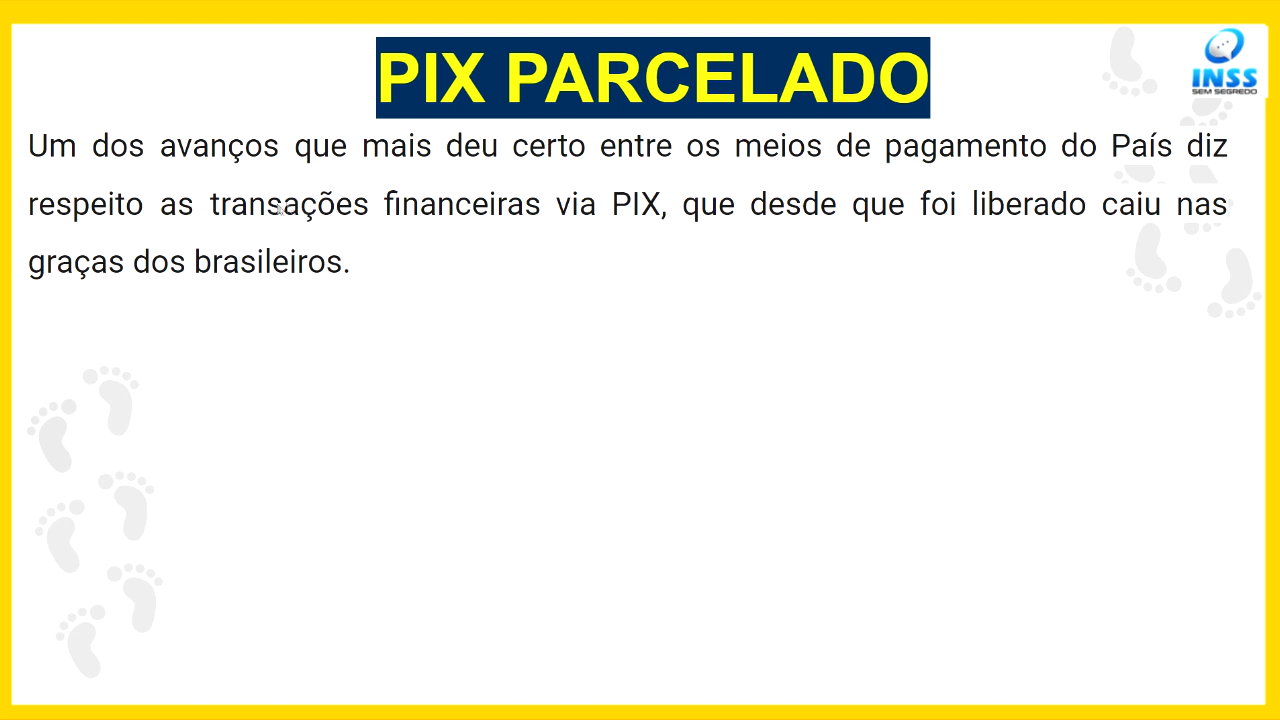 PIX PARCELADO
INSS
SEM SEGREDO
Um dos avanços que mais deu certo entre os meios de pagamento do País diz
respeito as transações financeiras via PIX, que desde que foi liberado caiu nas
graças dos brasileiros.